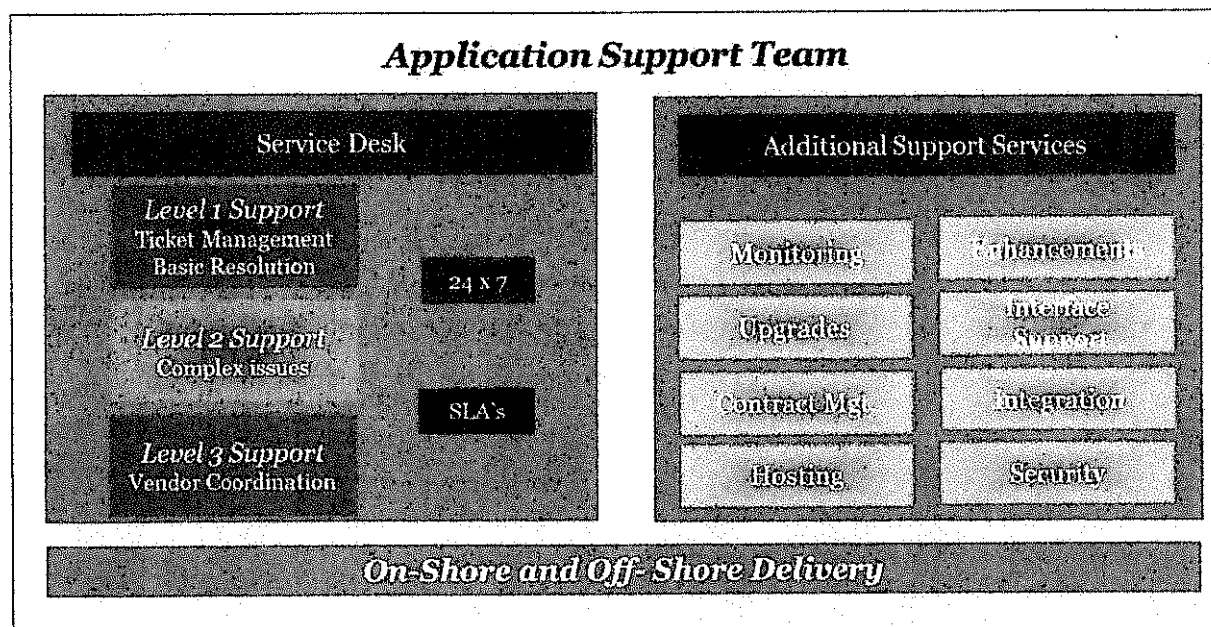 Application Support Team
Service Desk
Level 1 Support
Ticket Management
Basic Resolution
24 x 7
Level 2 Support
Complex issues
SLA`s
Level 3 Support
Vendor Coordination
Additional Support Services
Monitoring
Enhancements
Upgrades
Interface
Support
Contract Mgt.
Integration
Hosting
Security
On-Shore and Off- Shore Delivery